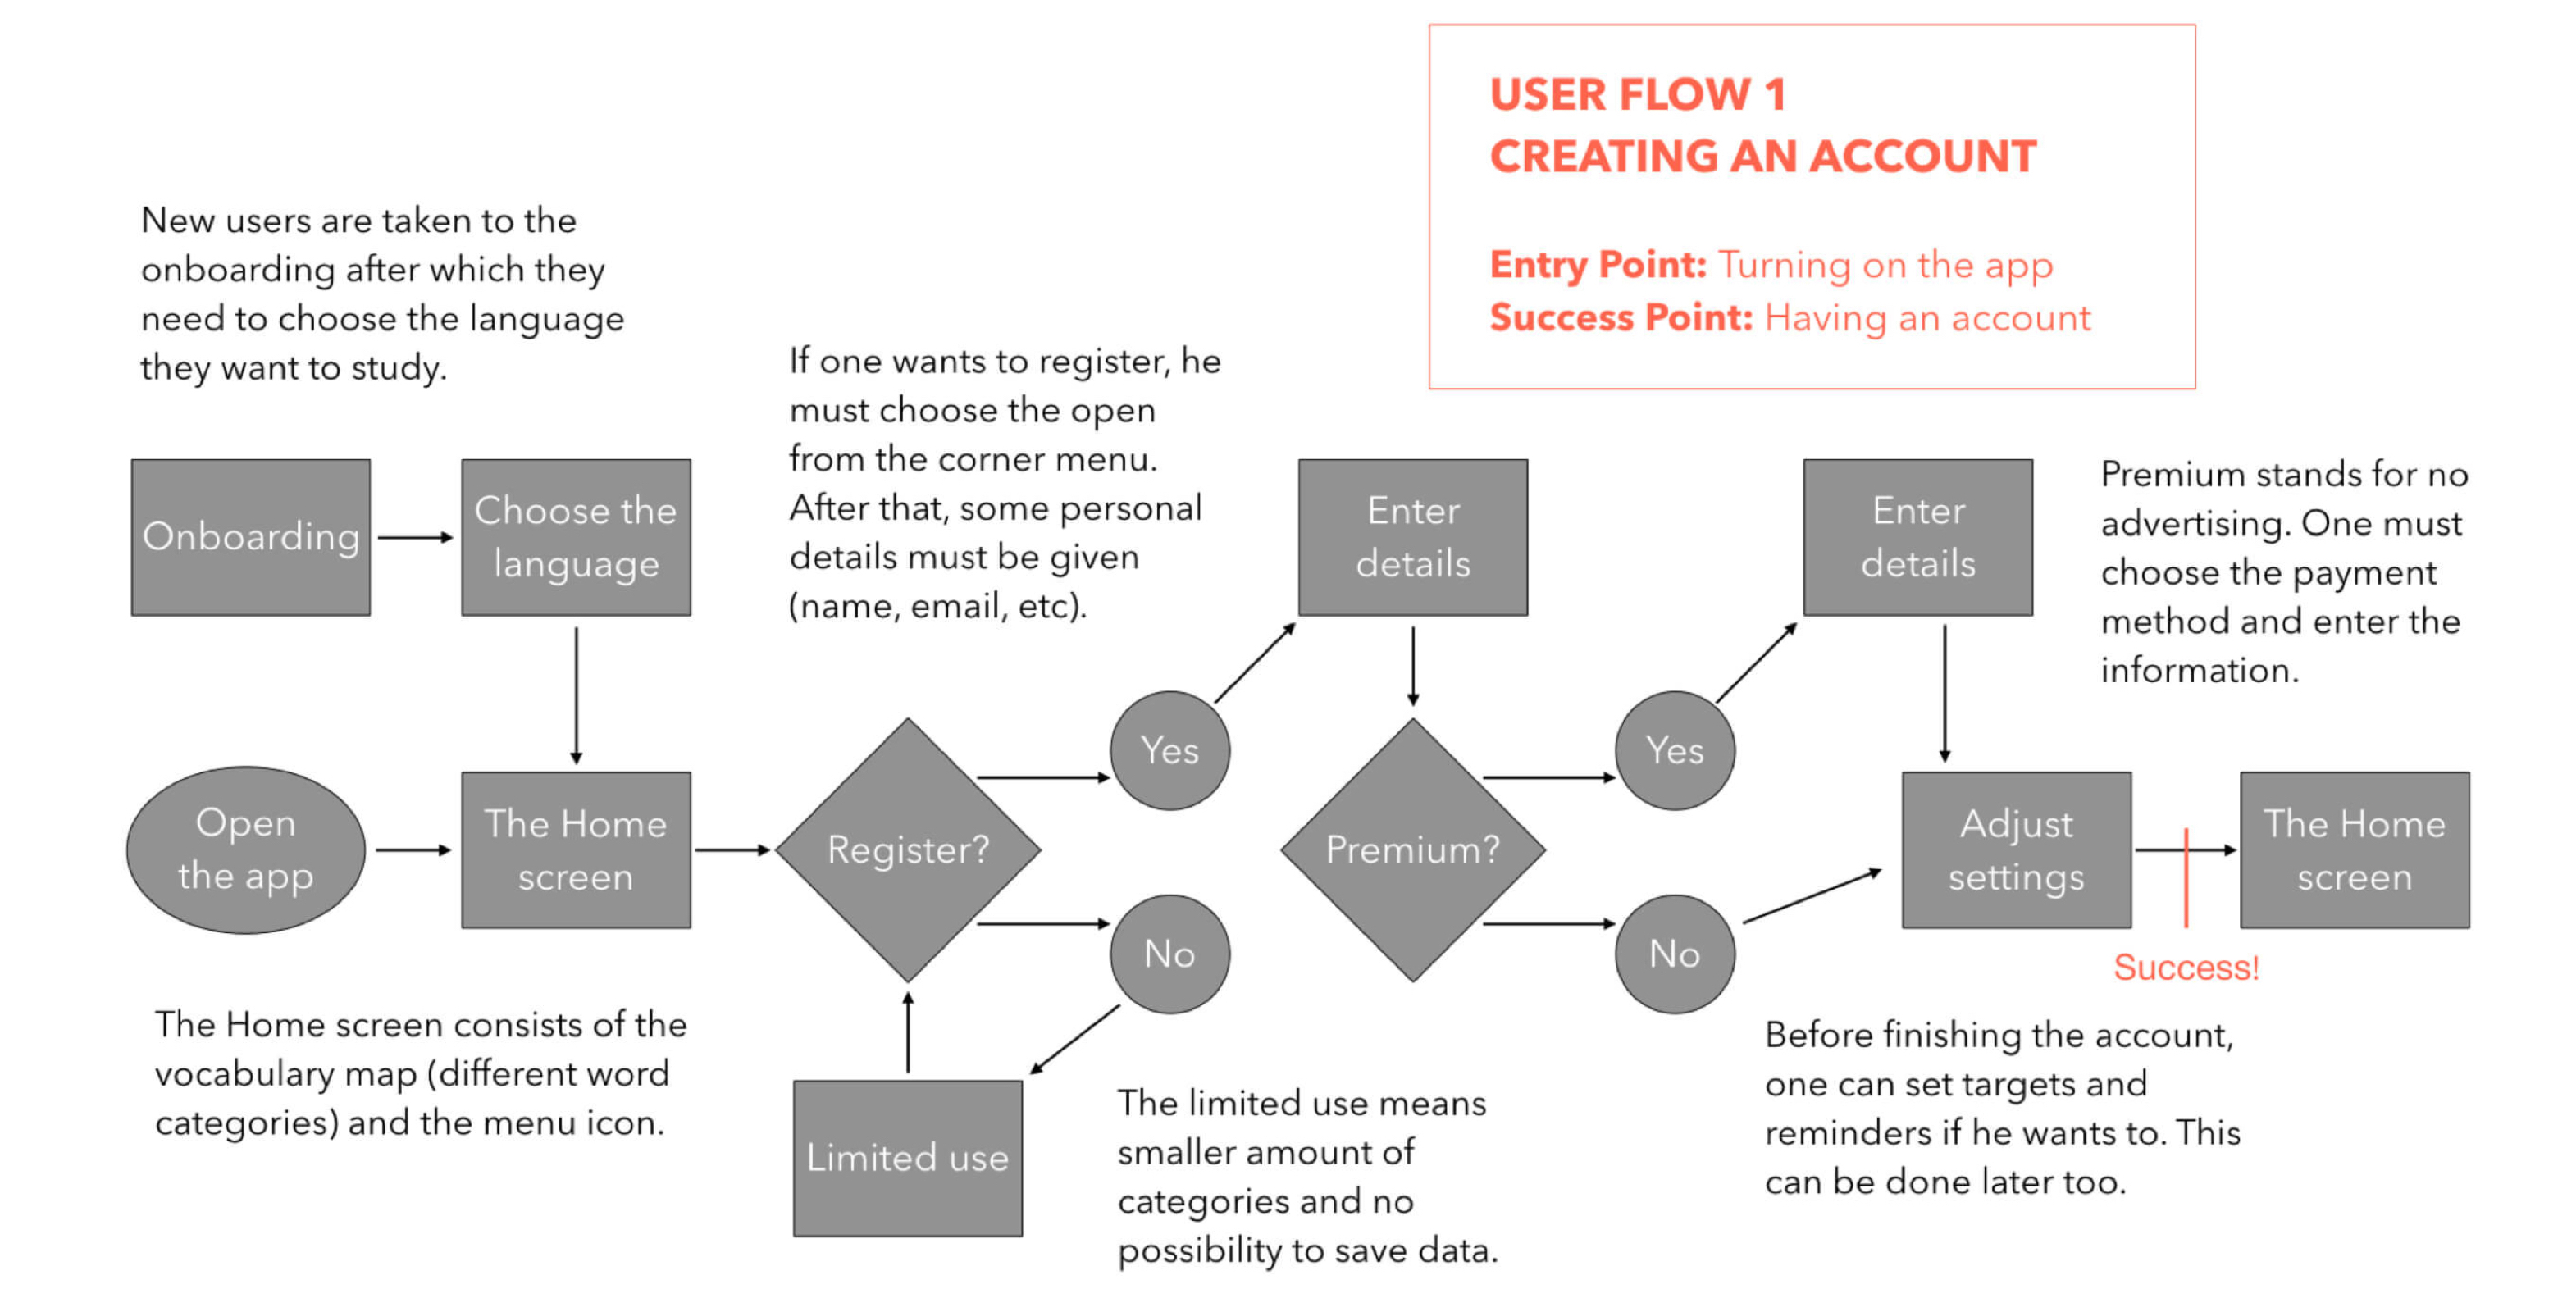 USER FLOW 1
CREATING AN ACCOUNT
Entry Point: Turning on the app
Success Point: Having an account
New users are taken to the
onboarding after which they
need to choose the language
they want to study.
If one wants to register, he
must choose the open
from the corner menu.
After that, some personal
details must be given
(name, email, etc).
Premium stands for no
advertising. One must
choose the payment
method and enter the
information.
Onboarding
Choose the
language
Enter
details
Enter
details
Yes
Yes
Open
the app
The Home
screen
Register?
Premium?
Adjust
settings
The Home
screen
No
No
Success!
The Home screen consists of the
vocabulary map (different word
categories) and the menu icon.
Limited use
The limited use means
smaller amount of
categories and no
possibility to save data.
Before finishing the account,
one can set targets and
reminders if he wants to. This
can be done later too.